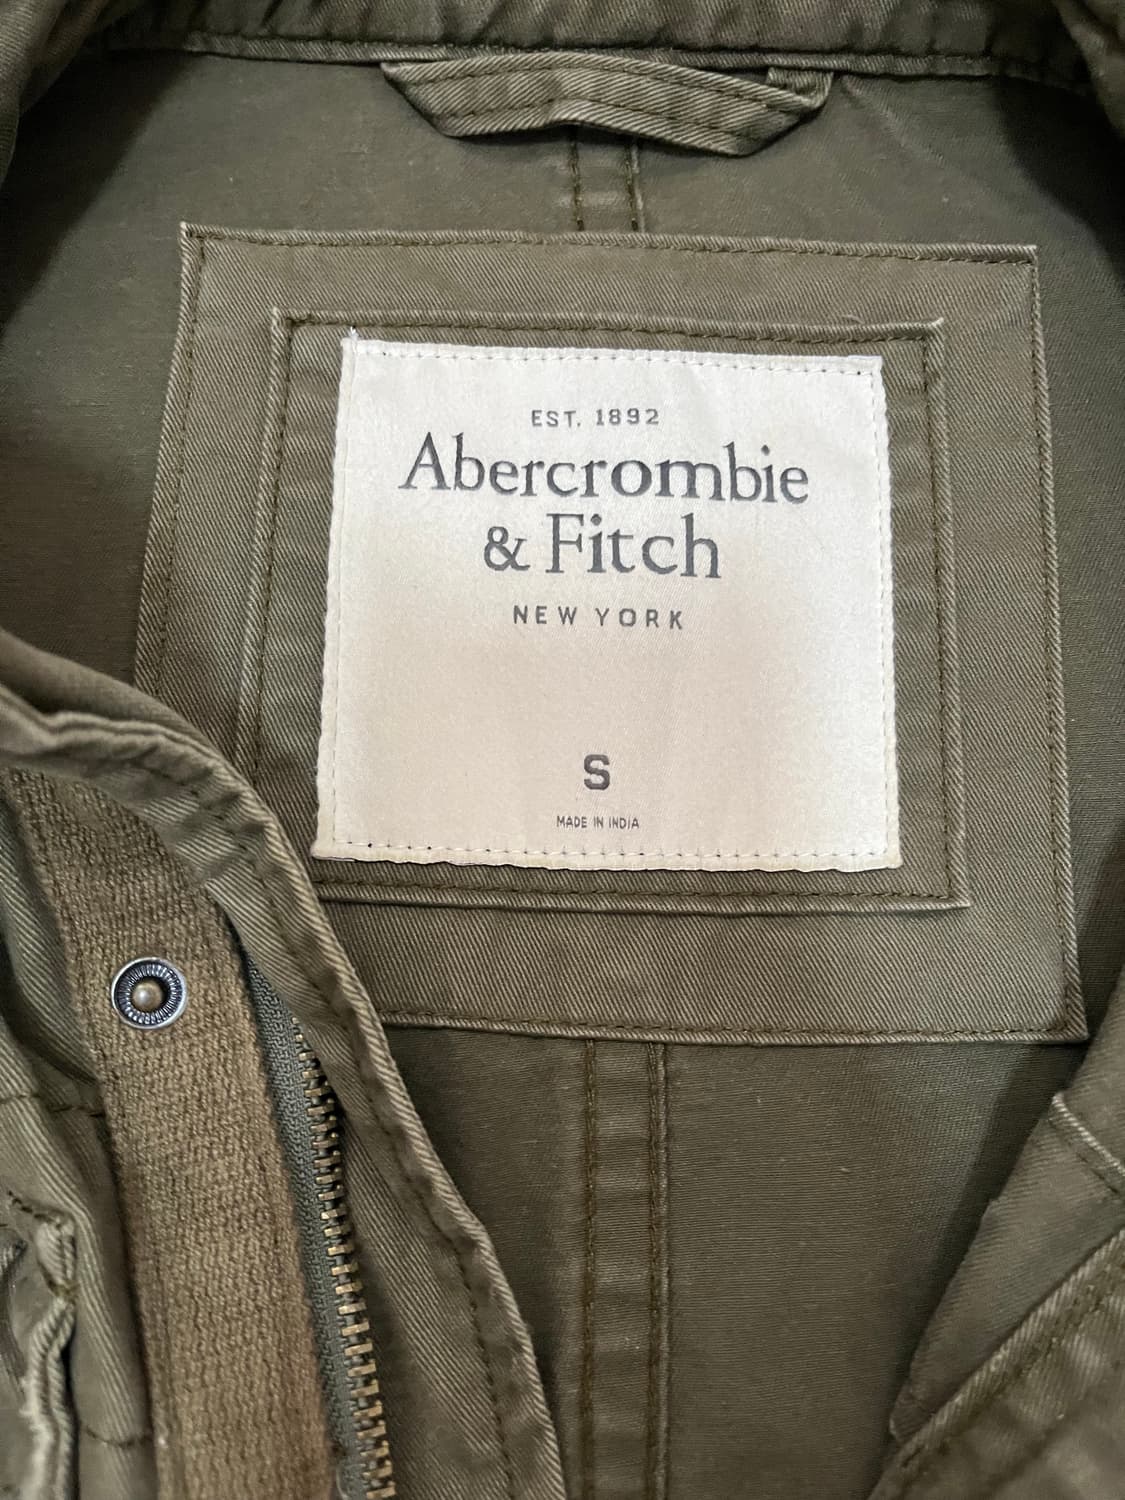 EST. 1892
Abercrombie
& Fitch
NEW YORK
S
MADE IN INDIA